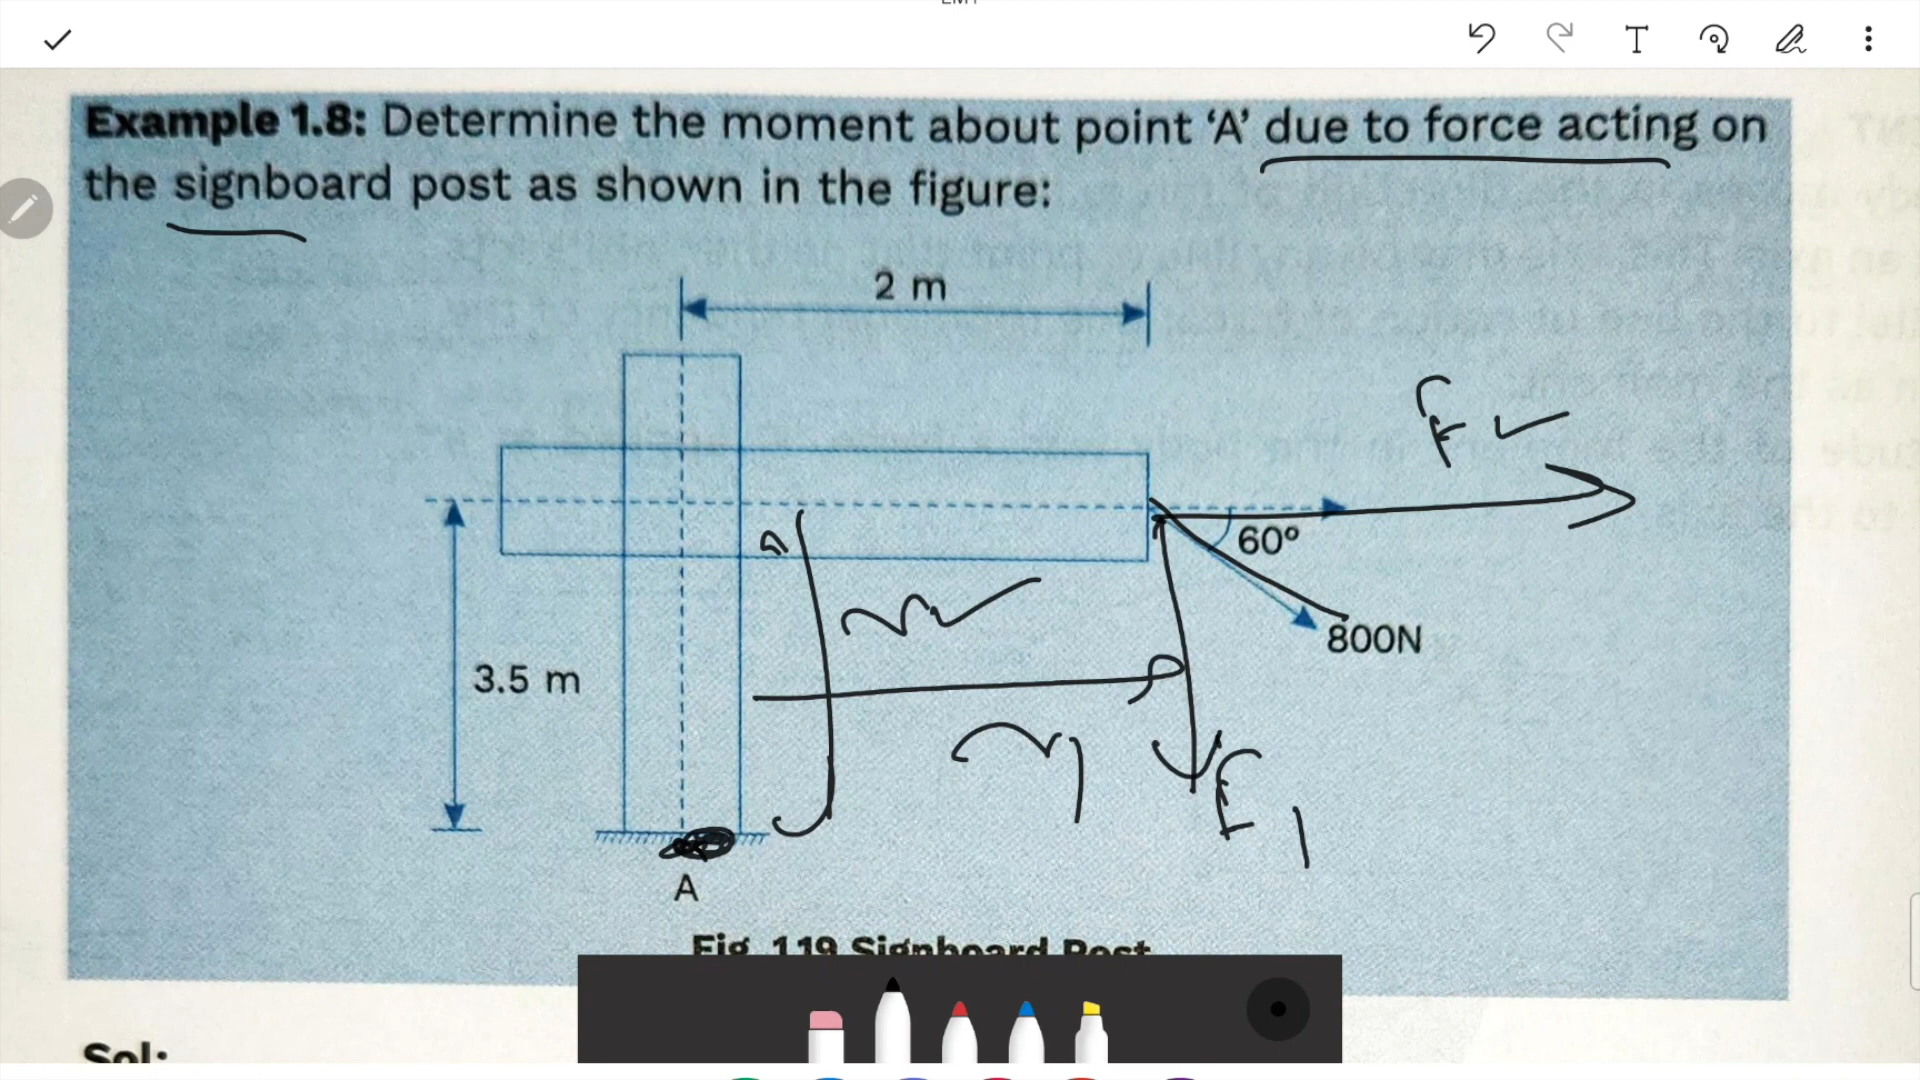 Example 1.8: Determine the moment about point ‘A’ due to force acting on
the signboard post as shown in the figure:
2 m
60°
800N
3.5 m
A
Fig. 1.19 Signboard Post
Sol: